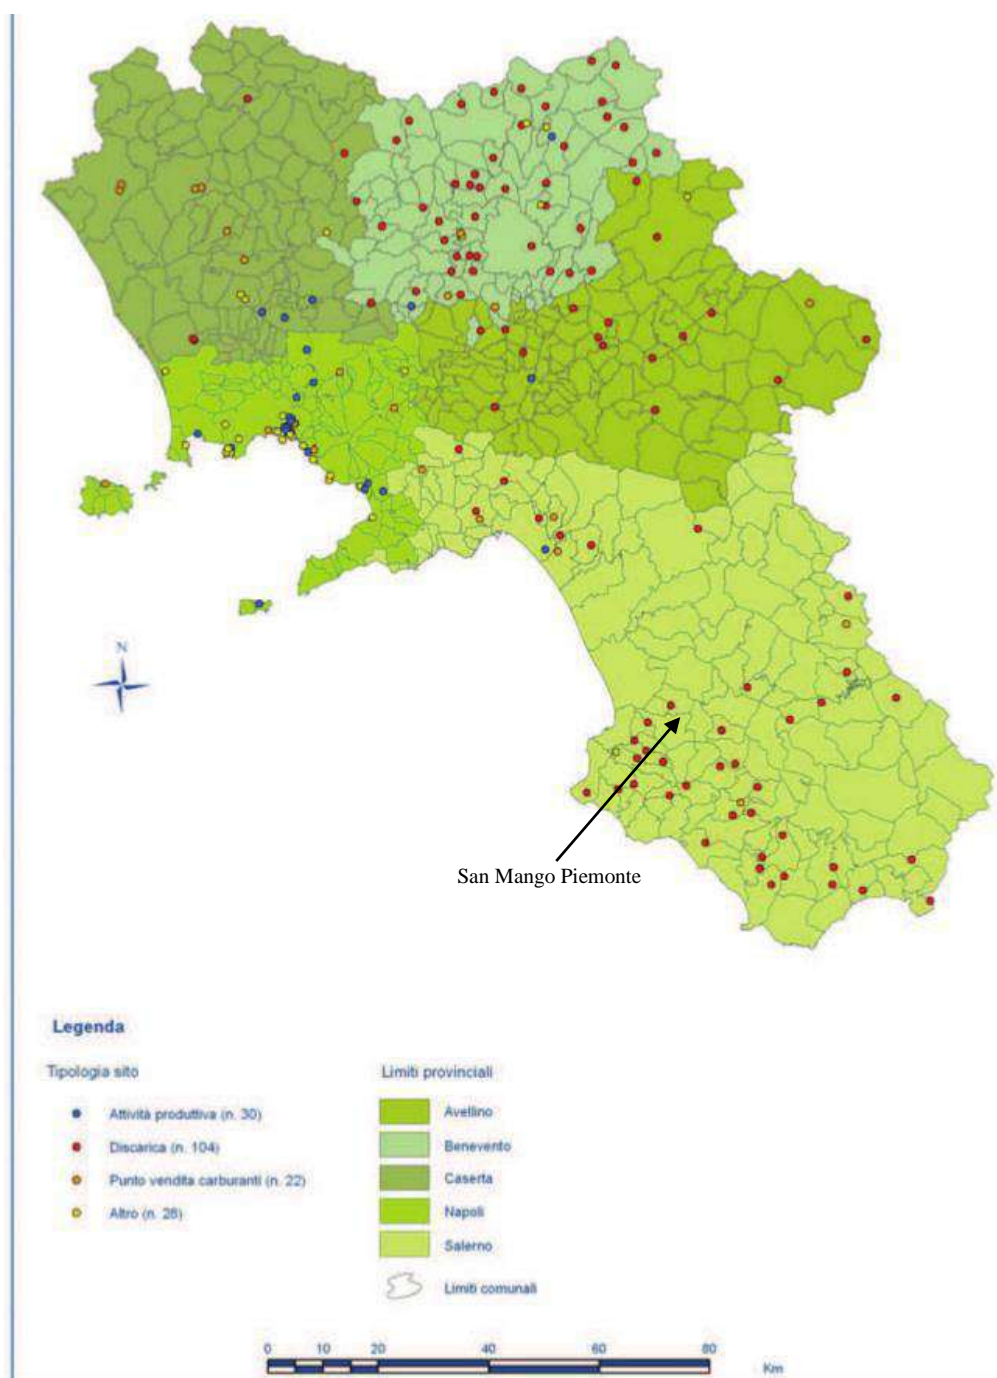 N
San Mango Piemonte
Legenda
Tipologia sito
Attività produttiva (n. 30)
Discarica (n. 104)
Punto vendita carburanti (n. 22)
Altro (n. 28)
Limiti provinciali
Avellino
Benevento
Caserta
Napoli
Salerno
Limiti comunali
0 10 20 40 60 80
Km